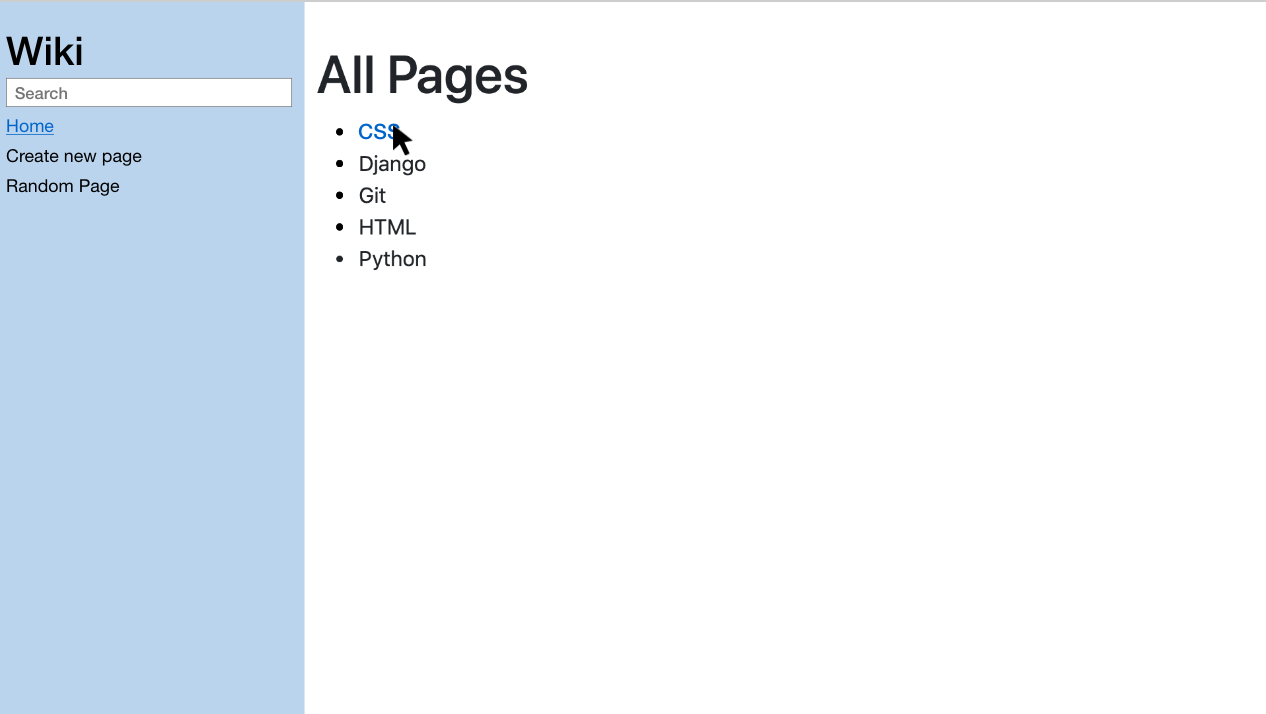 Wiki
Search
Home
Create new page
Random Page
All Pages
CSS
Django
Git
HTML
Python